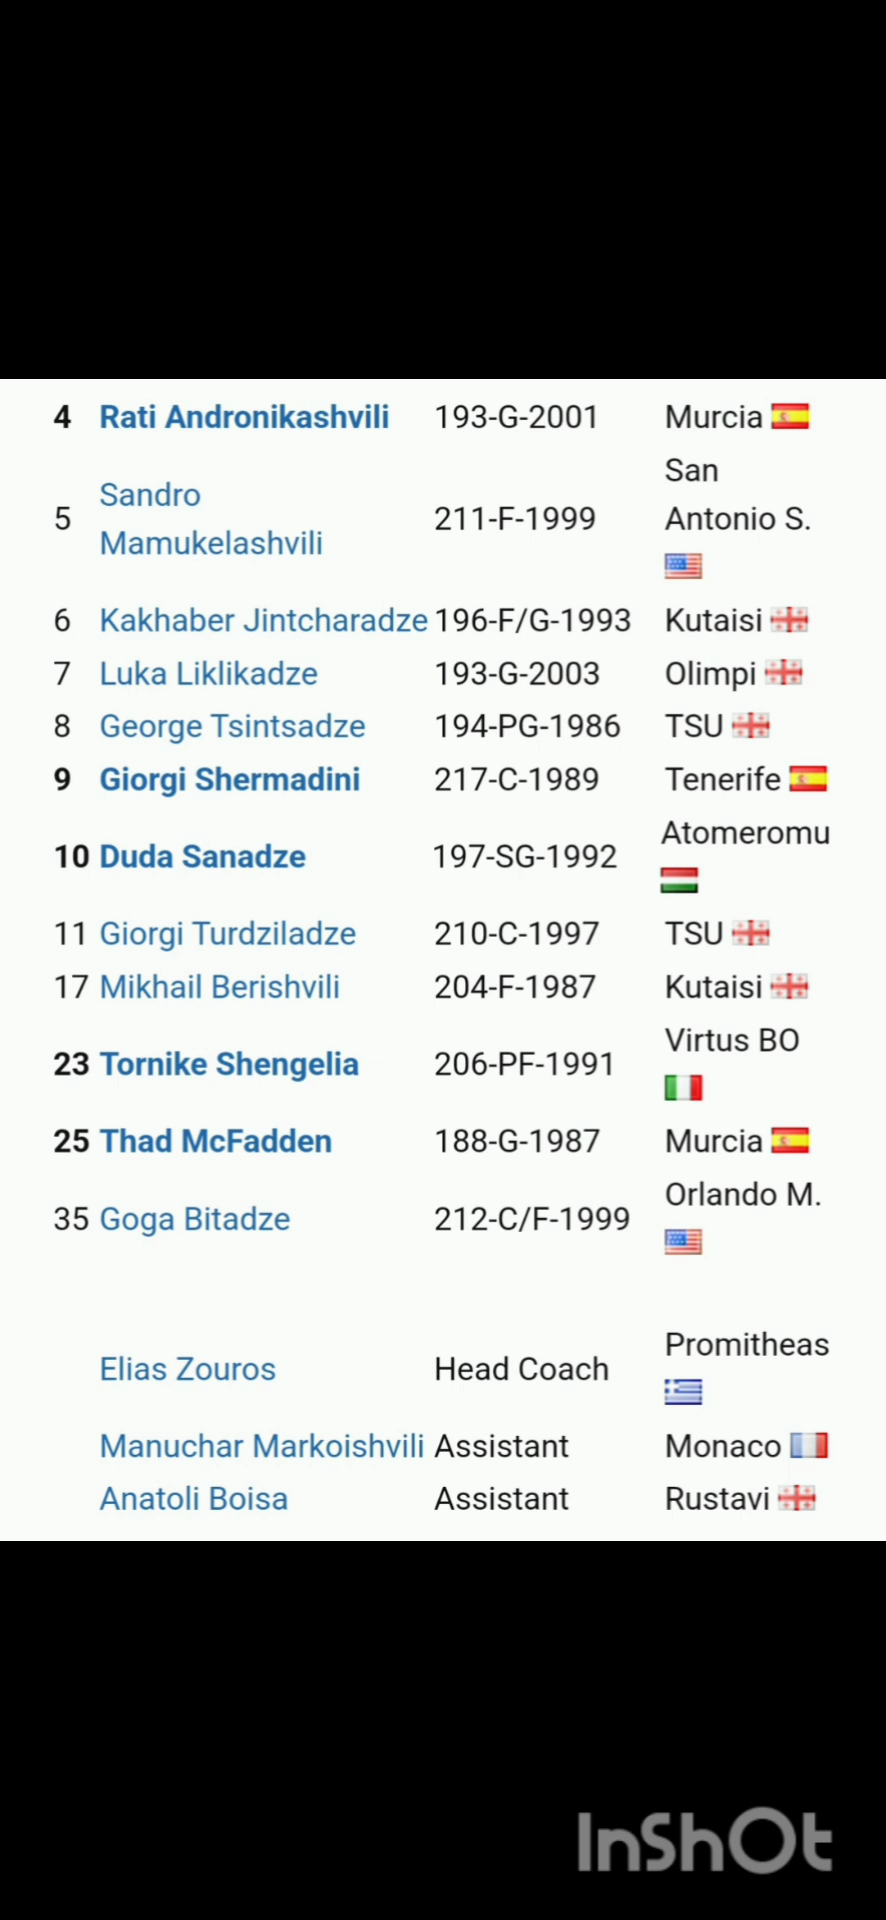 4 Rati Andronikashvili 193-G-2001 Murcia
San
Sandro
5 211-F-1999 Antonio S.
Mamukelashvili
6 Kakhaber Jintcharadze 196-F/G-1993 Kutaisi
7 Luka Liklikadze 193-G-2003 Olimpi
8 George Tsintsadze 194-PG-1986 TSU
9 Giorgi Shermadini 217-C-1989 Tenerife
Atomeromu
10 Duda Sanadze 197-SG-1992
11 Giorgi Turdziladze 210-C-1997 TSU
17 Mikhail Berishvili 204-F-1987 Kutaisi
Virtus BO
23 Tornike Shengelia 206-PF-1991
25 Thad McFadden 188-G-1987 Murcia
Orlando M.
35 Goga Bitadze 212-C/F-1999
Promitheas
Elias Zouros Head Coach
Manuchar Markoishvili Assistant Monaco
Anatoli Boisa Assistant Rustavi
InShOt